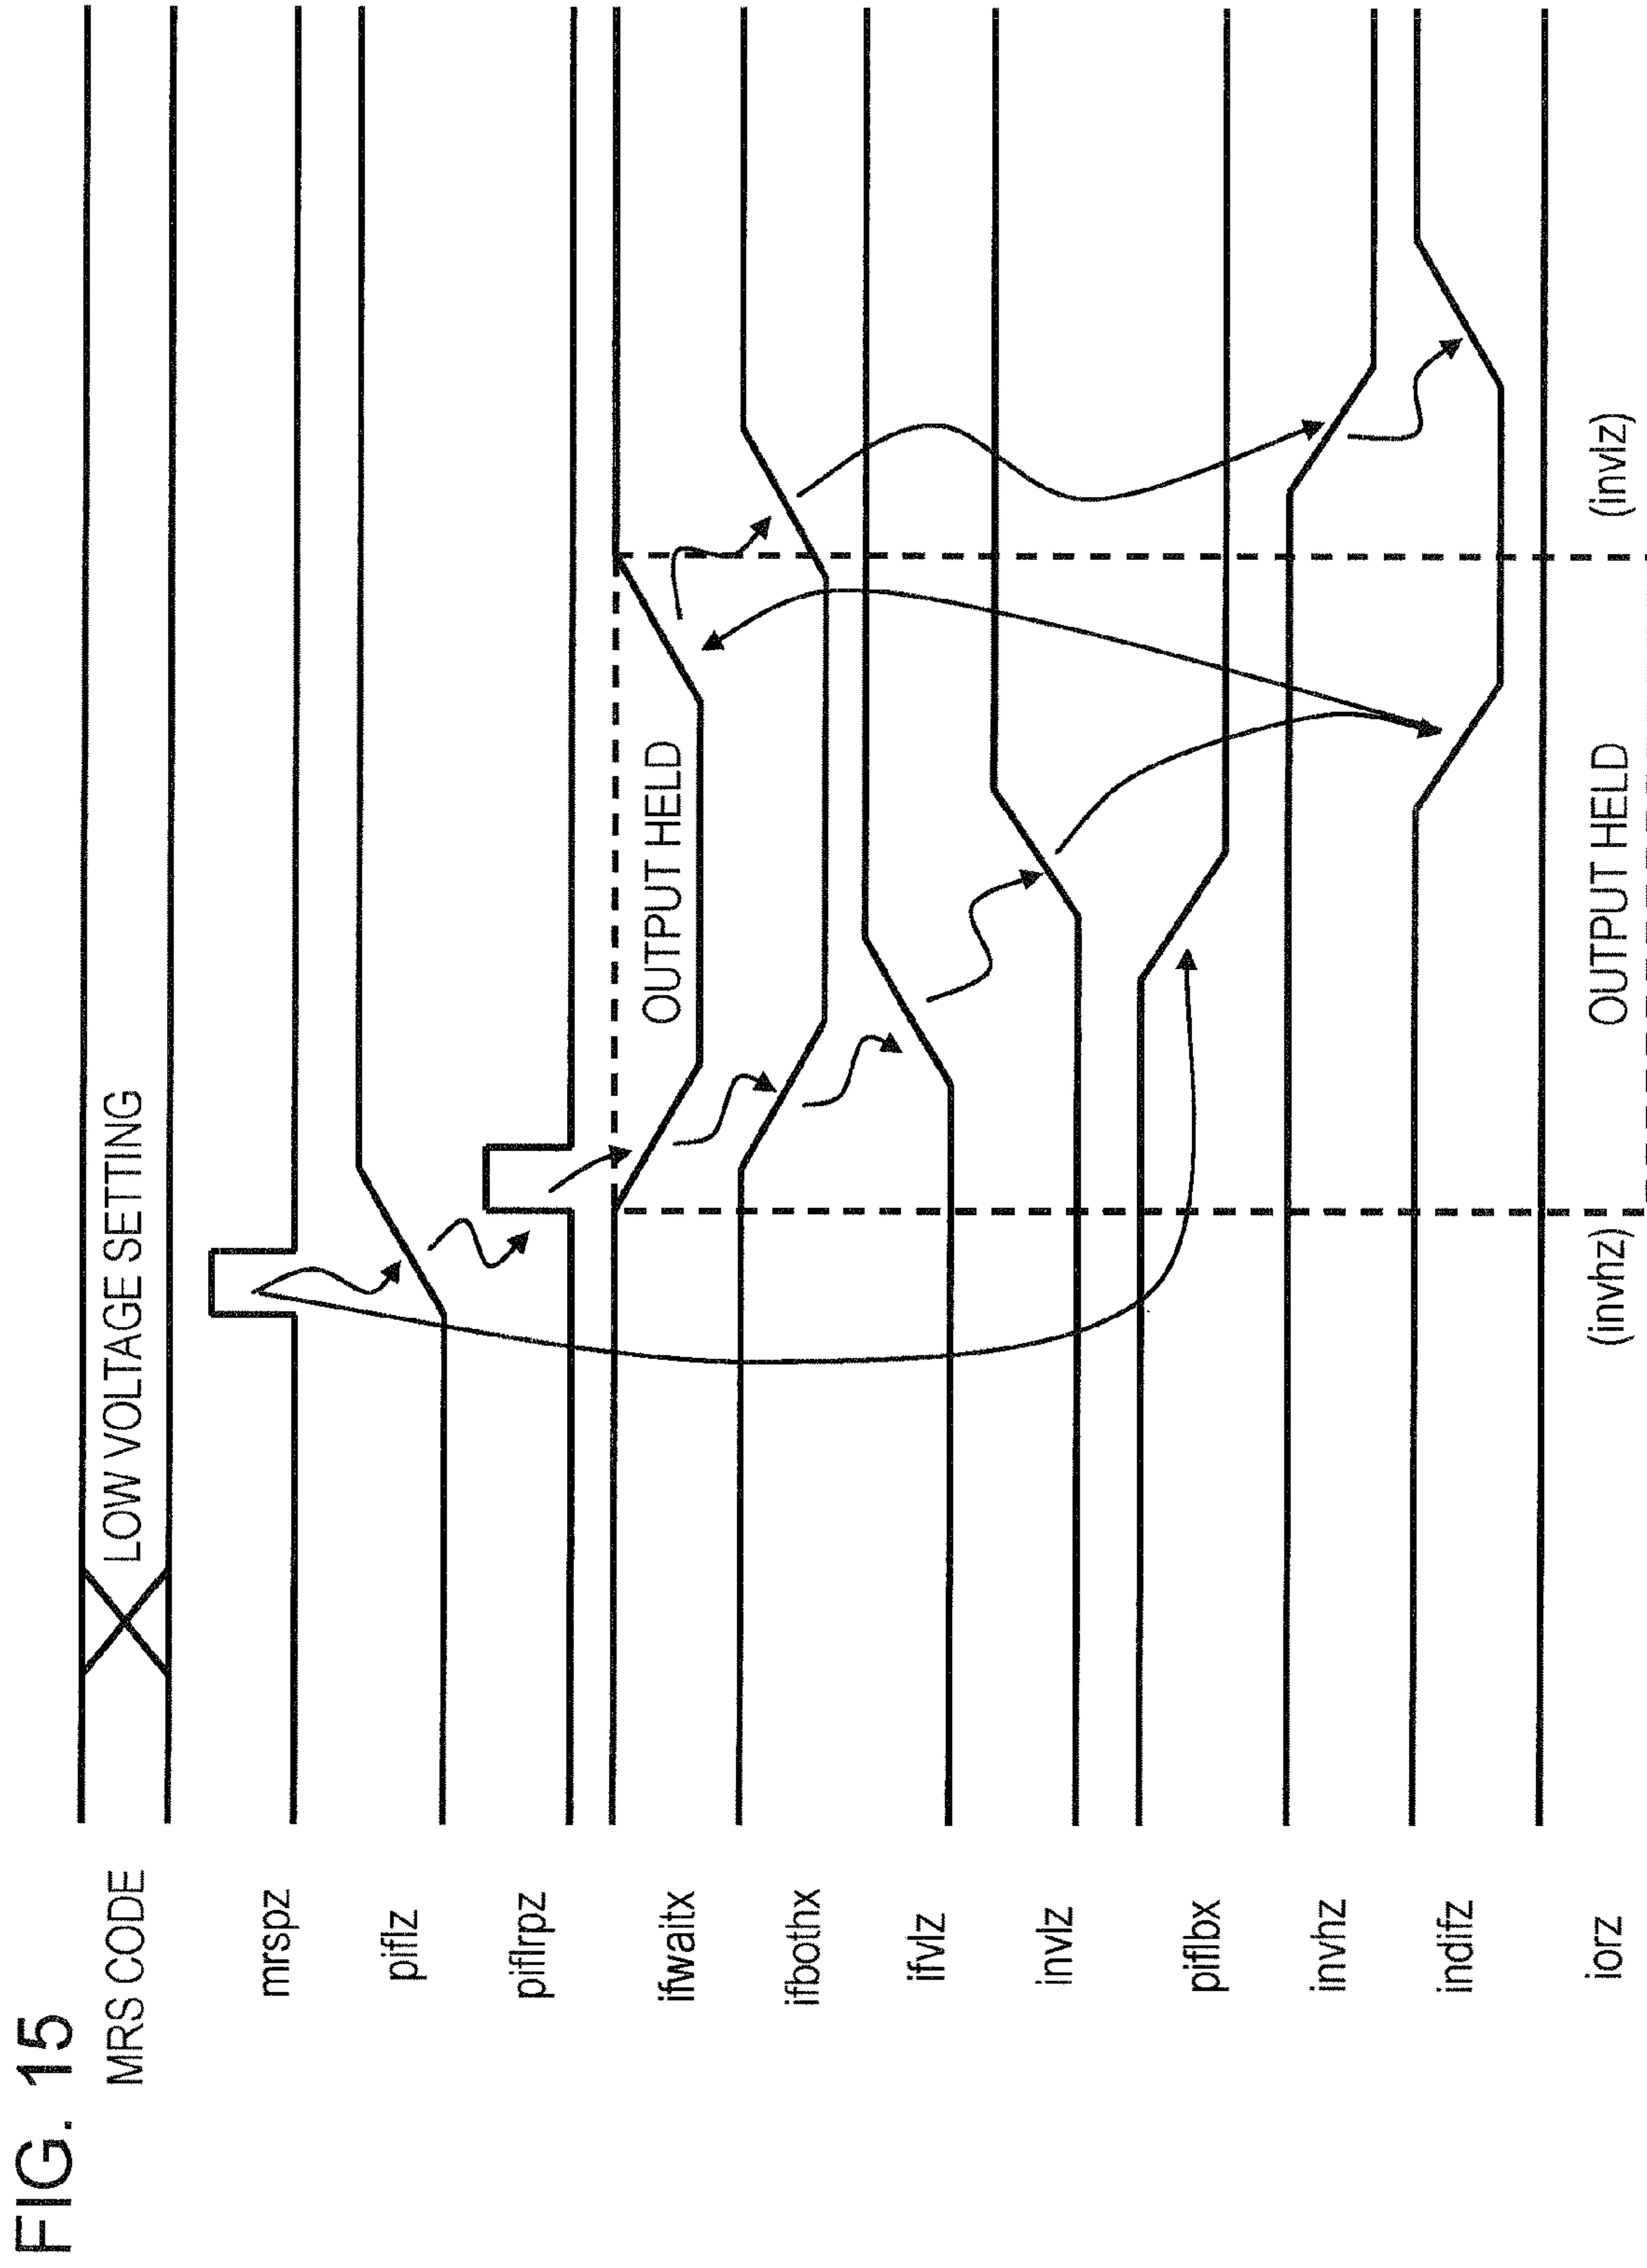 FIG. 15
MRS CODE
LOW VOLTAGE SETTING
mrspz
piflz
piflrpz
ifwaitx
OUTPUT HELD
ifbothx
ifvlz
invlz
piflbx
invhz
indifz
iorz
(invhz)
OUTPUT HELD
(invlz)